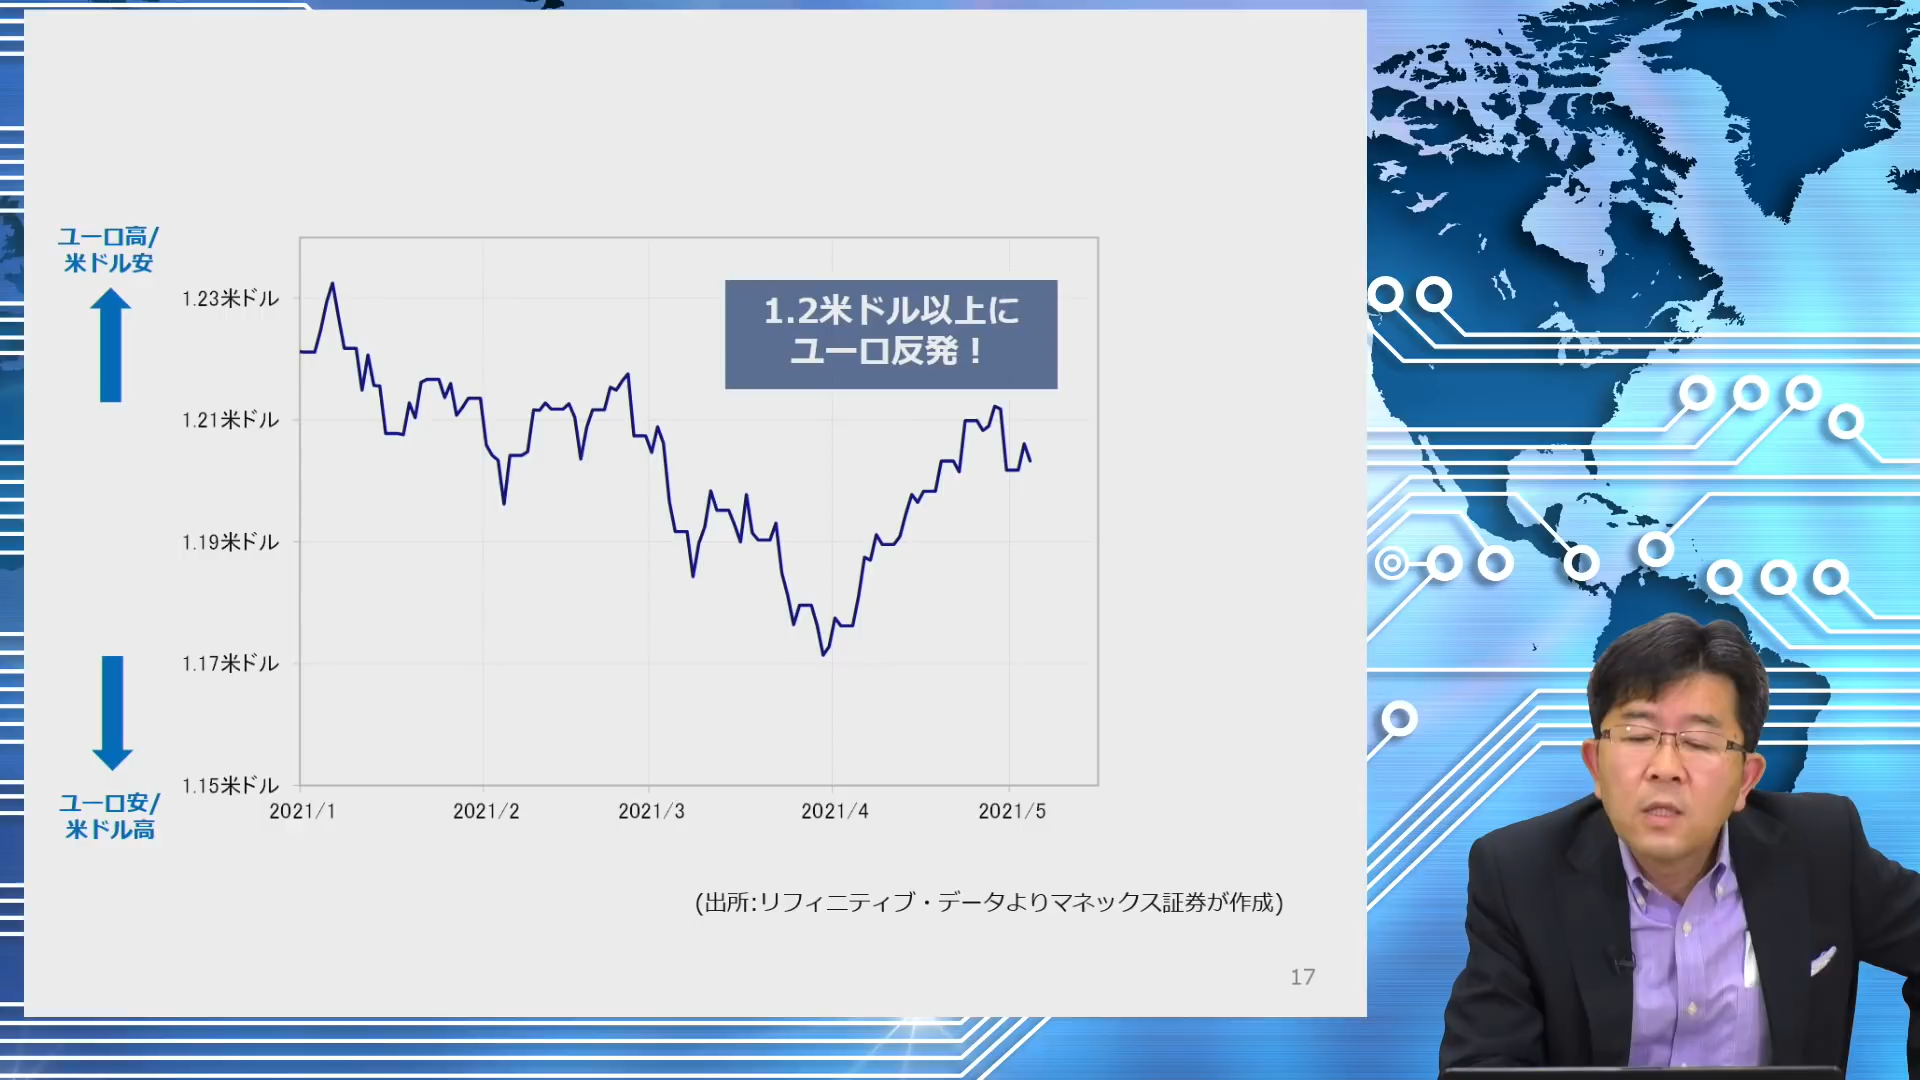 ユーロ高/
米ドル安
1.2米ドル以上に
ユーロ反発！
1.23米ドル
1.21米ドル
1.19米ドル
1.17米ドル
1.15米ドル
ユーロ安/
米ドル高
2021/1
2021/2
2021/3
2021/4
2021/5
(出所:リフィニティブ・データよりマネックス証券が作成)
17